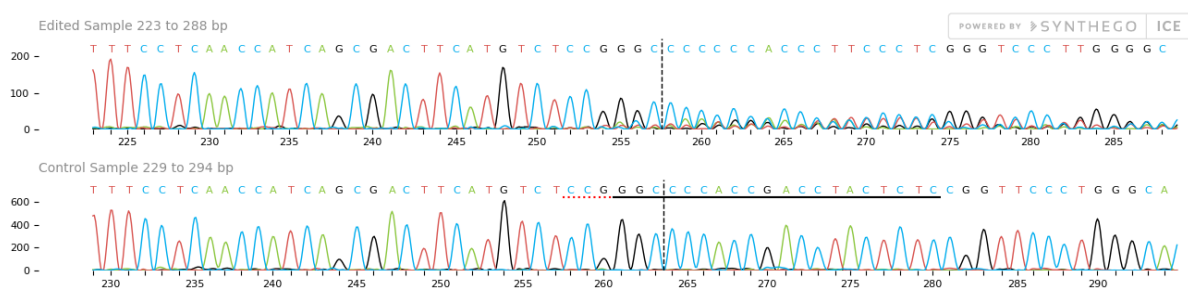 Edited Sample 223 to 288 bp
POWERED BY SYNTHEGO ICE
T T T C C T C A A C C A T C A G C G A C T T C A T G T C T C C G G G C C C C C C C A C C C T T C C C T C G G G T C C C T T G G G G C
200
100
0
225 230 235 240 245 250 255 260 265 270 275 280 285
Control Sample 229 to 294 bp
T T T C C T C A A C C A T C A G C G A C T T C A T G T C T C C G G G C C C C A C C G A C C T A C T C T C C G G T T C C C T G G G C A
600
400
200
0
230 235 240 245 250 255 260 265 270 275 280 285 290